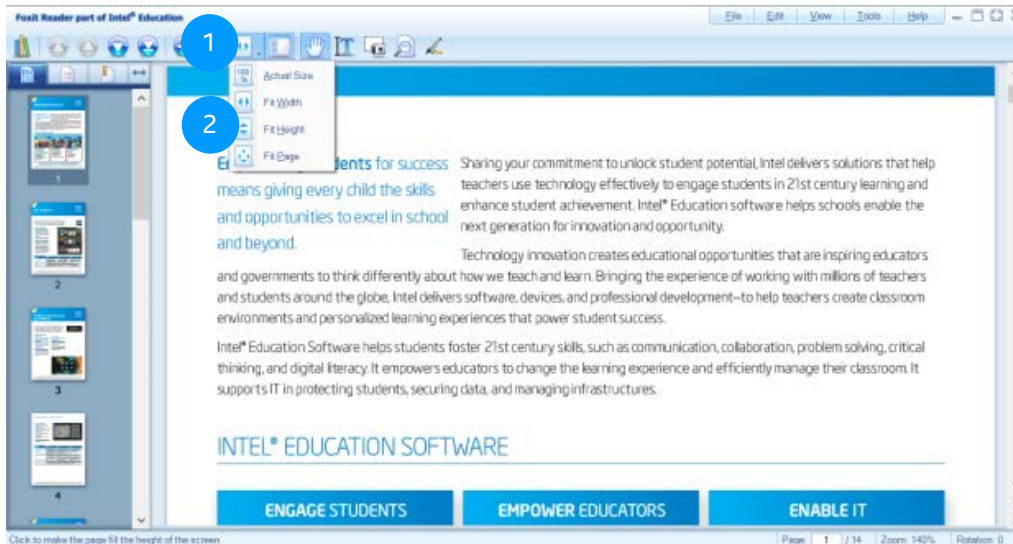 Foxit Reader part of Intel® Education
File Edit View Tools Help
1
100 %
Actual Size
Fit Width
2
Fit Height
Fit Page
1
2
3
4
dents for success
means giving every child the skills
and opportunities to excel in school
and beyond.
Sharing your commitment to unlock student potential, Intel delivers solutions that help
teachers use technology effectively to engage students in 21st century learning and
enhance student achievement. Intel® Education software helps schools enable the
next generation for innovation and opportunity.
Technology innovation creates educational opportunities that are inspiring educators
and governments to think differently about how we teach and learn. Bringing the experience of working with millions of teachers
and students around the globe, Intel delivers software, devices, and professional development—to help teachers create classroom
environments and personalized learning experiences that power student success.
Intel® Education Software helps students foster 21st century skills, such as communication, collaboration, problem solving, critical
thinking, and digital literacy. It empowers educators to change the learning experience and efficiently manage their classroom. It
supports IT in protecting students, securing data, and managing infrastructures.
INTEL® EDUCATION SOFTWARE
ENGAGE STUDENTS
EMPOWER EDUCATORS
ENABLE IT
Click to make the page fill the height of the screen
Page 1 / 14 Zoom: 140% Rotation: 0